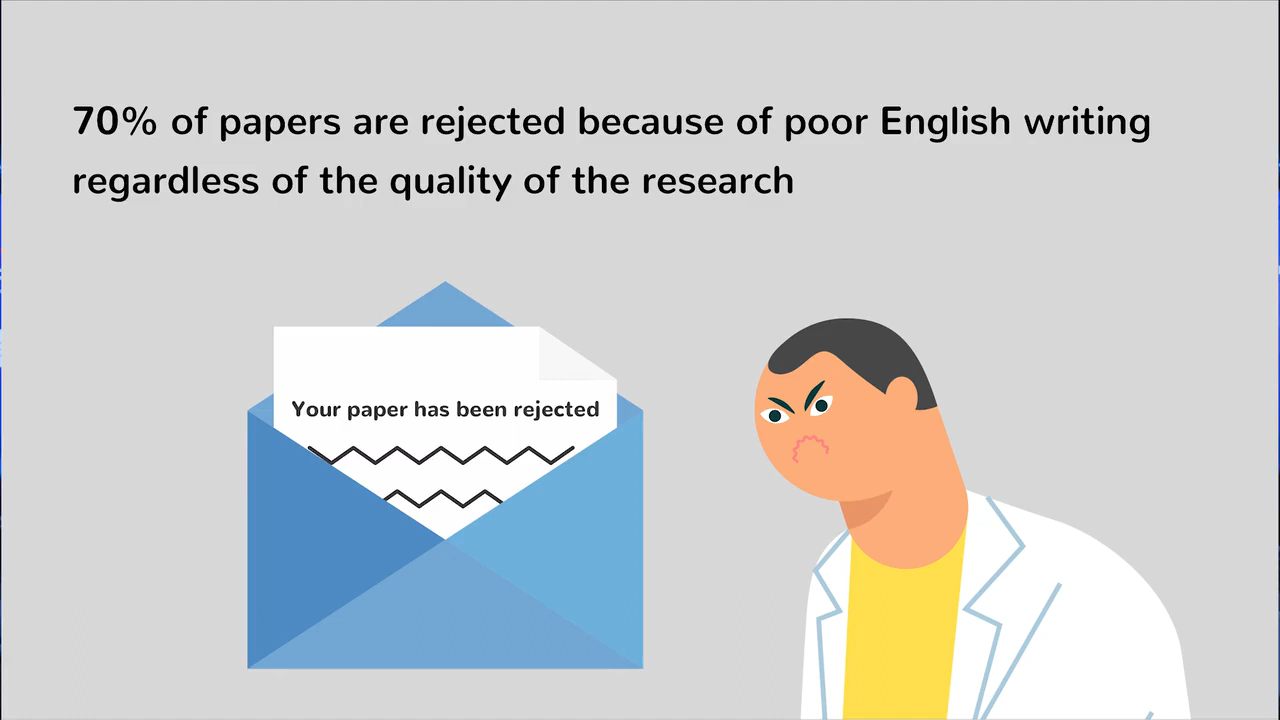 70% of papers are rejected because of poor English writing
regardless of the quality of the research
Your paper has been rejected